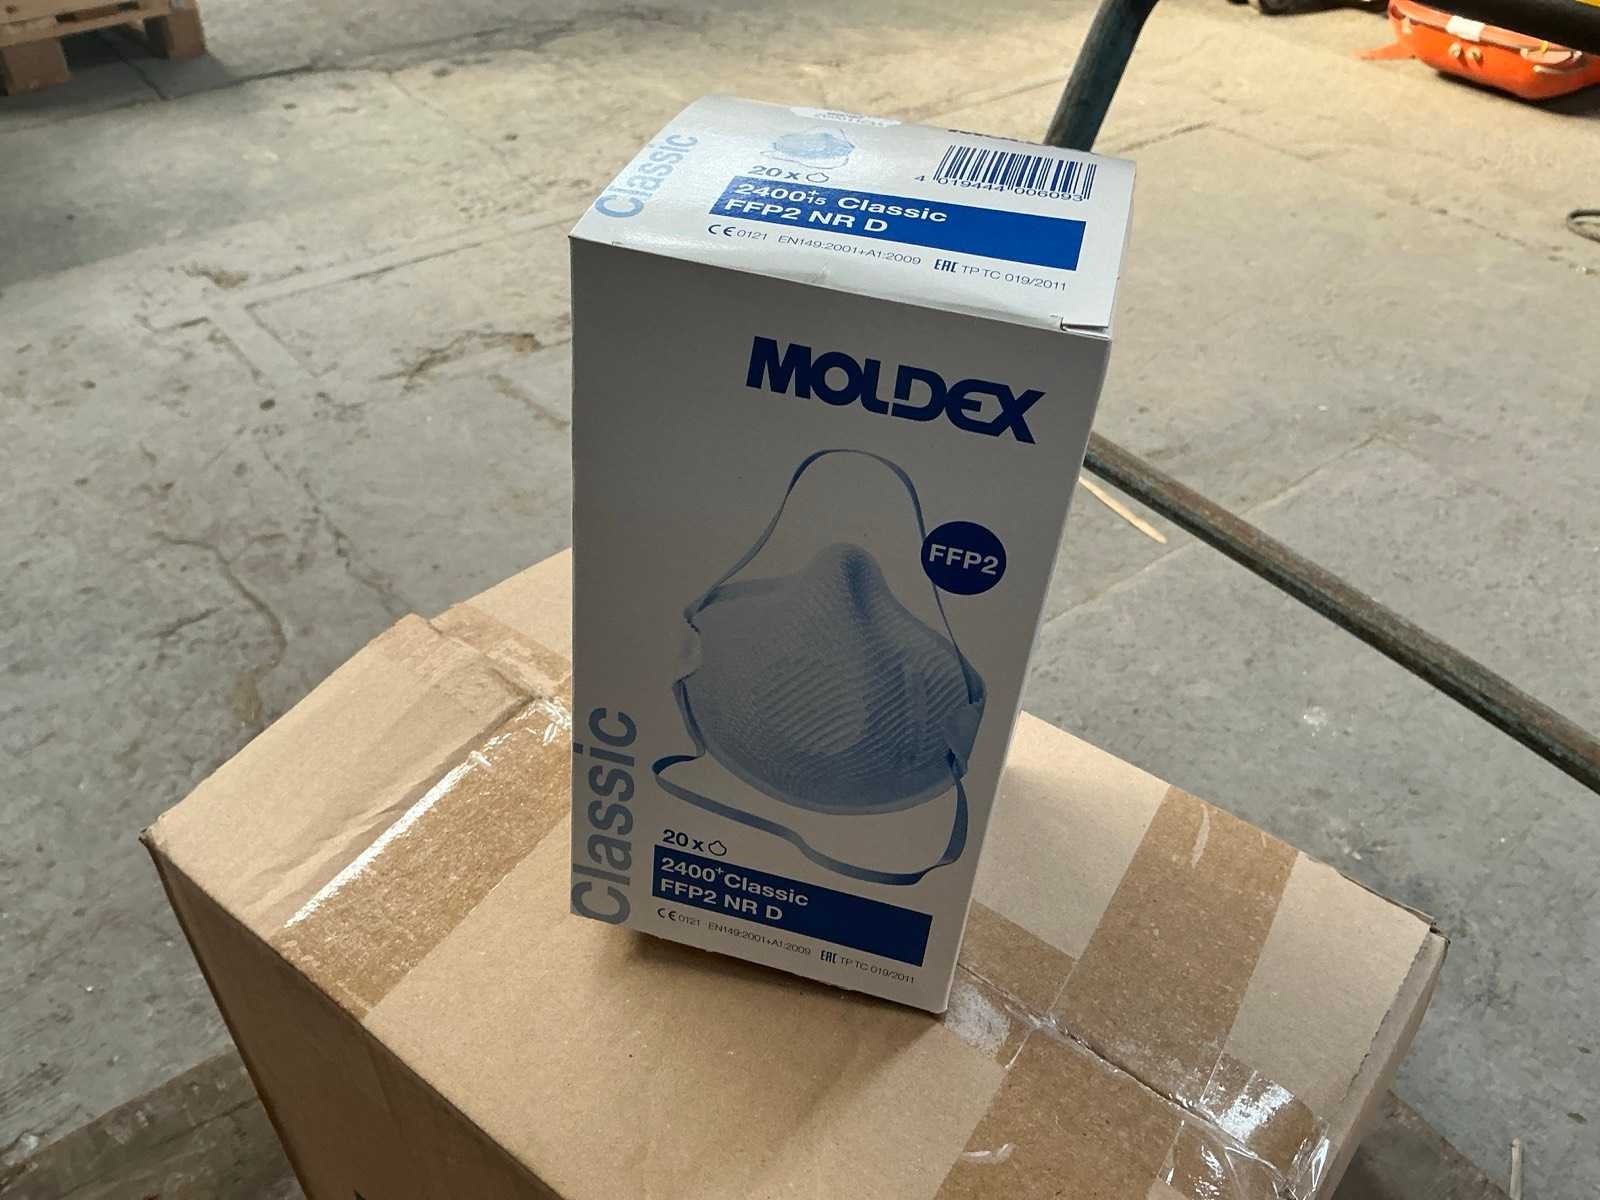 Classic
20 x
4 019444 006093
2400+15 Classic
FFP2 NR D
CE 0121 EN149:2001+A1:2009 EAC TP TC 019/2011
MOLDEX
FFP2
Classic
20 x
2400+ Classic
FFP2 NR D
CE 0121 EN149:2001+A1:2009 EAC TP TC 019/2011